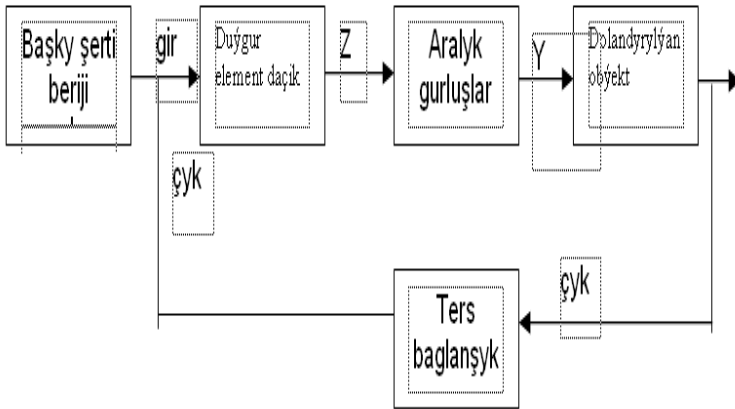 Başky şerti
beriji
gir
Duýgur
element daçik
Z
Aralyk
gurluşlar
Y
Dolandyrylýan
obýekt
çyk
çyk
Ters
baglanşyk